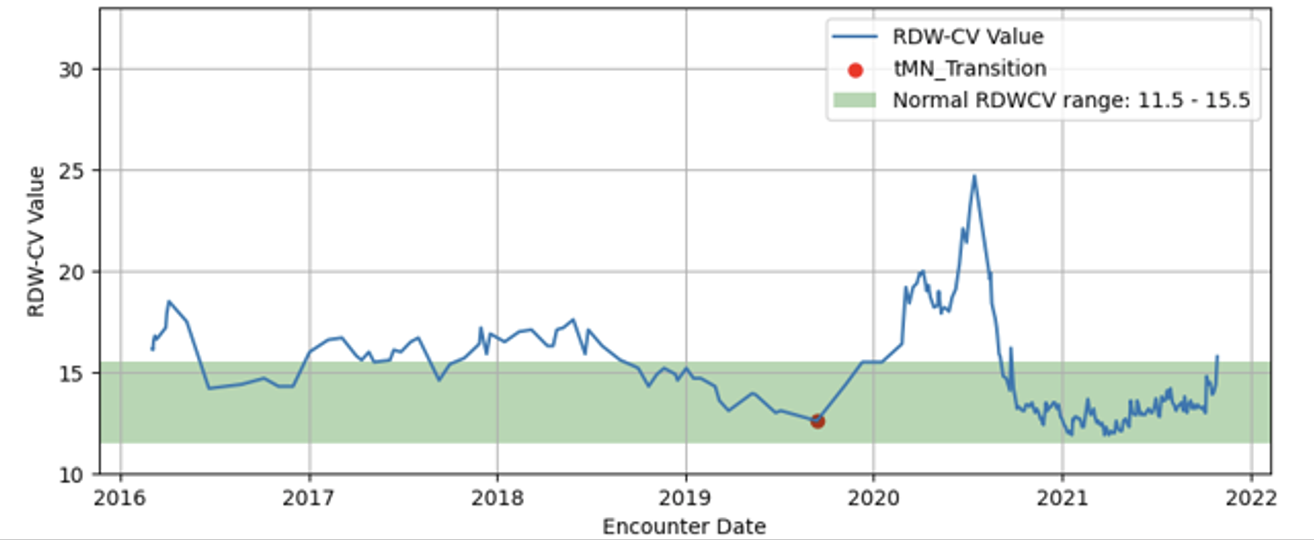 RDW-CV Value
tMN_Transition
Normal RDWCV range: 11.5 - 15.5
30
25
20
15
10
RDW-CV Value
2016 2017 2018 2019 2020 2021 2022
Encounter Date